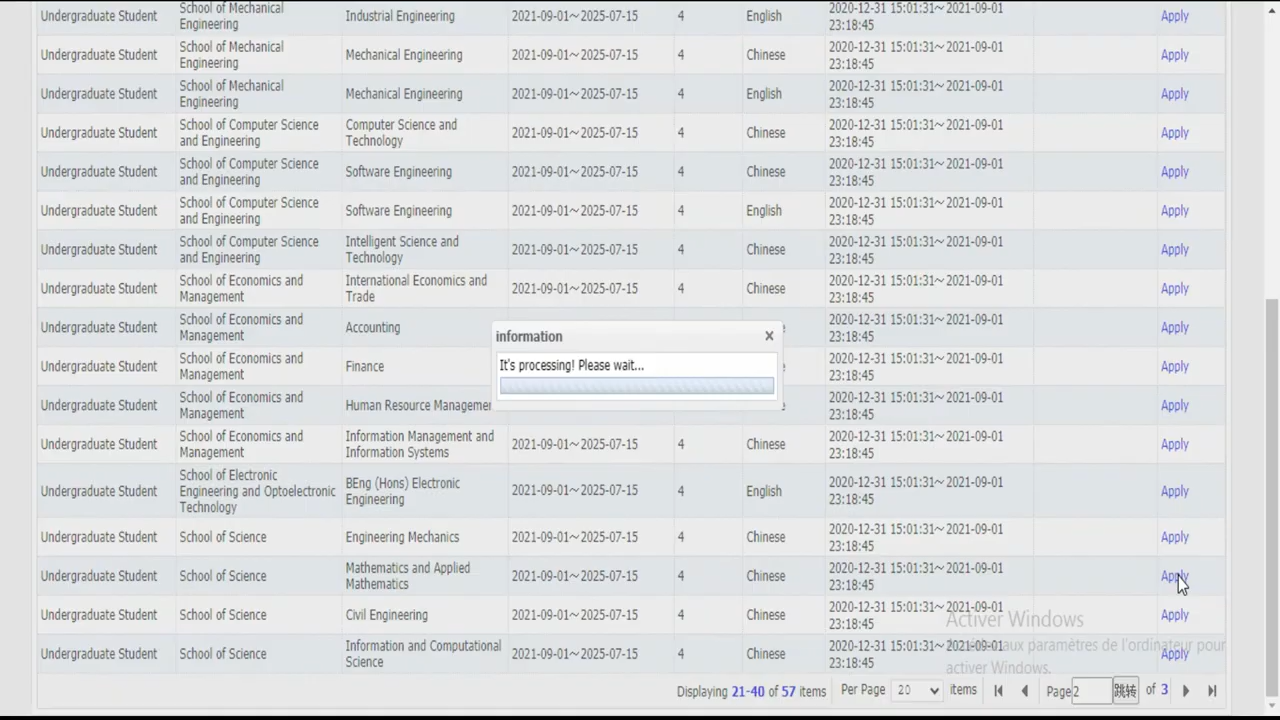 Undergraduate Student School of Mechanical Engineering Industrial Engineering 2021-09-01～2025-07-15 4 English 2020-12-31 15:01:31～2021-09-01 23:18:45 Apply
Undergraduate Student School of Mechanical Engineering Mechanical Engineering 2021-09-01～2025-07-15 4 Chinese 2020-12-31 15:01:31～2021-09-01 23:18:45 Apply
Undergraduate Student School of Mechanical Engineering Mechanical Engineering 2021-09-01～2025-07-15 4 English 2020-12-31 15:01:31～2021-09-01 23:18:45 Apply
Undergraduate Student School of Computer Science and Engineering Computer Science and Technology 2021-09-01～2025-07-15 4 Chinese 2020-12-31 15:01:31～2021-09-01 23:18:45 Apply
Undergraduate Student School of Computer Science and Engineering Software Engineering 2021-09-01～2025-07-15 4 Chinese 2020-12-31 15:01:31～2021-09-01 23:18:45 Apply
Undergraduate Student School of Computer Science and Engineering Software Engineering 2021-09-01～2025-07-15 4 English 2020-12-31 15:01:31～2021-09-01 23:18:45 Apply
Undergraduate Student School of Computer Science and Engineering Intelligent Science and Technology 2021-09-01～2025-07-15 4 Chinese 2020-12-31 15:01:31～2021-09-01 23:18:45 Apply
Undergraduate Student School of Economics and Management International Economics and Trade 2021-09-01～2025-07-15 4 Chinese 2020-12-31 15:01:31～2021-09-01 23:18:45 Apply
Undergraduate Student School of Economics and Management Accounting 2020-12-31 15:01:31～2021-09-01 23:18:45 Apply
Undergraduate Student School of Economics and Management Finance 2020-12-31 15:01:31～2021-09-01 23:18:45 Apply
Undergraduate Student School of Economics and Management Human Resource Managemen 2020-12-31 15:01:31～2021-09-01 23:18:45 Apply
information
It's processing! Please wait...
Undergraduate Student School of Economics and Management Information Management and Information Systems 2021-09-01～2025-07-15 4 Chinese 2020-12-31 15:01:31～2021-09-01 23:18:45 Apply
Undergraduate Student School of Electronic Engineering and Optoelectronic Technology BEng (Hons) Electronic Engineering 2021-09-01～2025-07-15 4 English 2020-12-31 15:01:31～2021-09-01 23:18:45 Apply
Undergraduate Student School of Science Engineering Mechanics 2021-09-01～2025-07-15 4 Chinese 2020-12-31 15:01:31～2021-09-01 23:18:45 Apply
Undergraduate Student School of Science Mathematics and Applied Mathematics 2021-09-01～2025-07-15 4 Chinese 2020-12-31 15:01:31～2021-09-01 23:18:45 Apply
Undergraduate Student School of Science Civil Engineering 2021-09-01～2025-07-15 4 Chinese 2020-12-31 15:01:31～2021-09-01 23:18:45 Apply
Undergraduate Student School of Science Information and Computational Science 2021-09-01～2025-07-15 4 Chinese 2020-12-31 15:01:31～2021-09-01 23:18:45 Apply
Activer Windows
aux paramètres de l'ordinateur pour
activer Windows.
Displaying 21-40 of 57 items Per Page 20 items Page 2 跳转 of 3